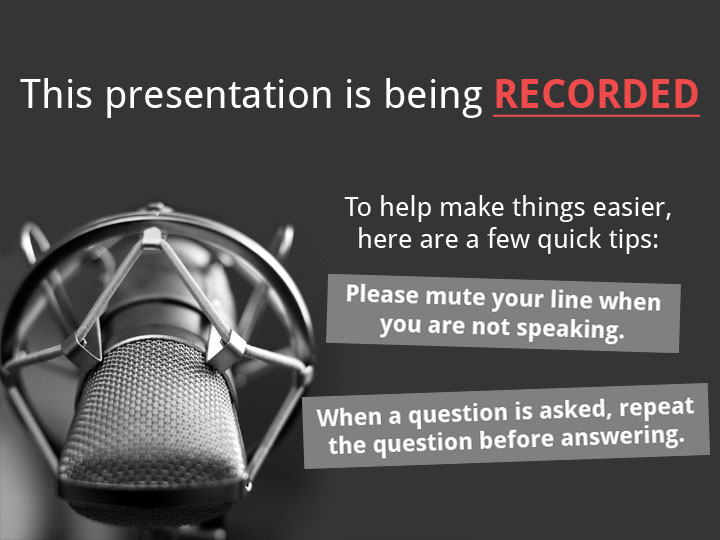 This presentation is being RECORDED
To help make things easier,
here are a few quick tips:
Please mute your line when
you are not speaking.
When a question is asked, repeat
the question before answering.